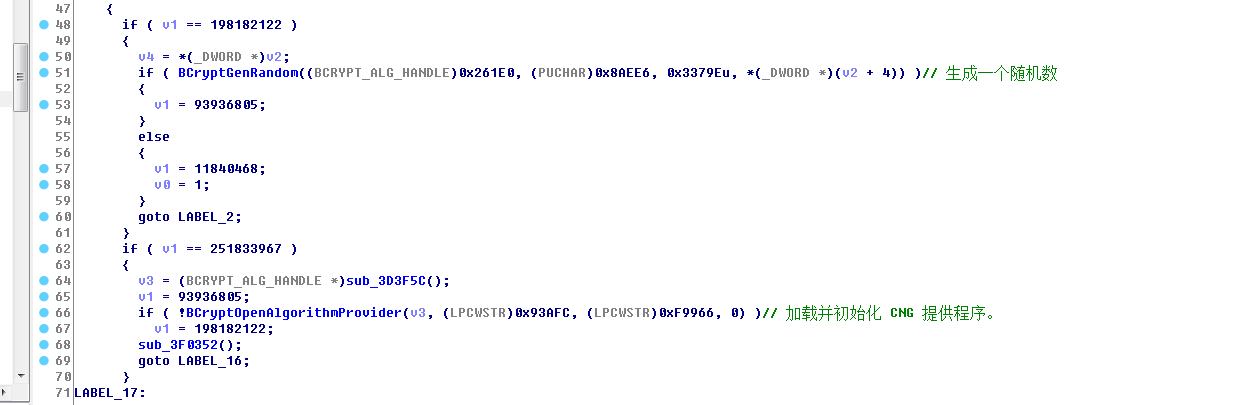 47 {
48 if ( v1 == 198182122 )
49 {
50 v4 = *(_DWORD *)v2;
51 if ( BCryptGenRandom((BCRYPT_ALG_HANDLE)0x261E0, (PUCHAR)0x8AEE6, 0x3379Eu, *(_DWORD *)(v2 + 4)) )// 生成一个随机数
52 {
53 v1 = 93936805;
54 }
55 else
56 {
57 v1 = 11840468;
58 v0 = 1;
59 }
60 goto LABEL_2;
61 }
62 if ( v1 == 251833967 )
63 {
64 v3 = (BCRYPT_ALG_HANDLE *)sub_3D3F5C();
65 v1 = 93936805;
66 if ( !BCryptOpenAlgorithmProvider(v3, (LPCWSTR)0x93AFC, (LPCWSTR)0xF9966, 0) )// 加载并初始化 CNG 提供程序。
67 v1 = 198182122;
68 sub_3F0352();
69 goto LABEL_16;
70 }
71 LABEL_17: